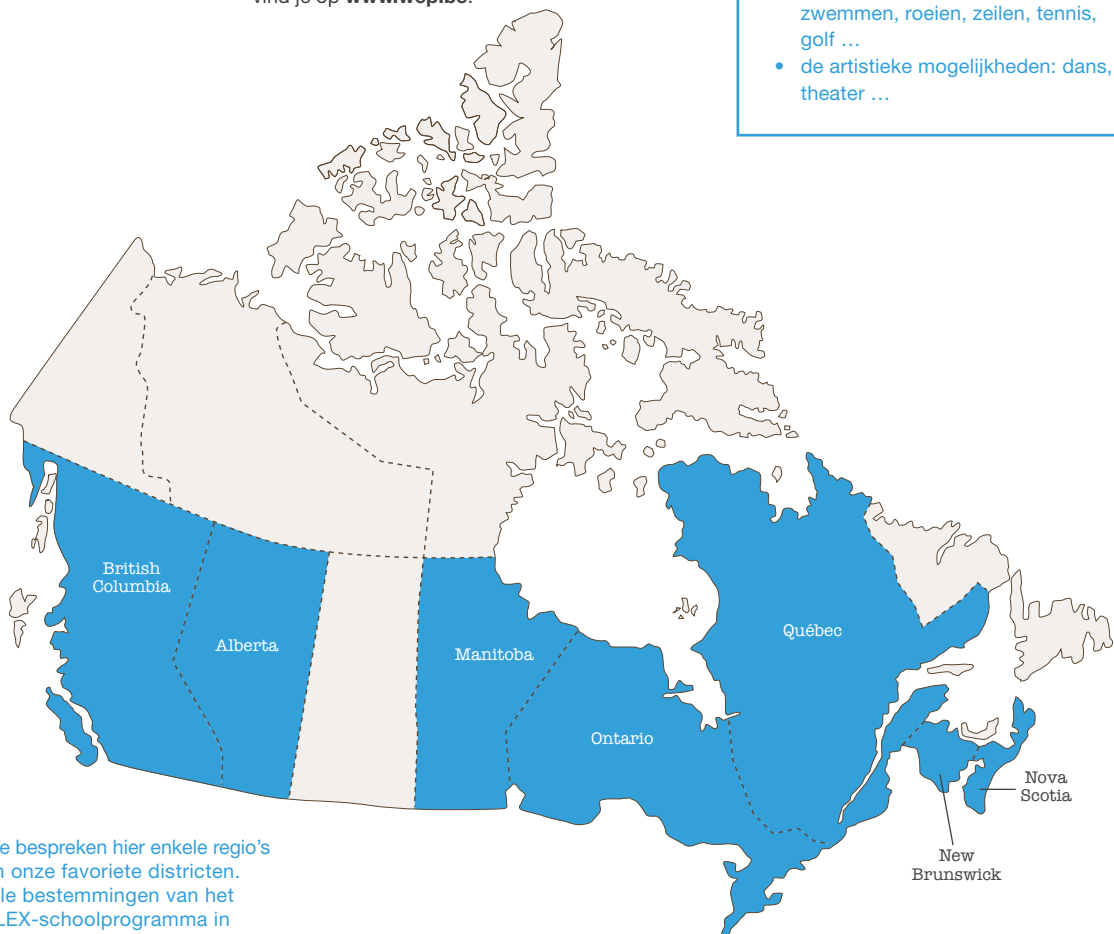 zwemmen, roeien, zeilen, tennis,
golf …
• de artistieke mogelijkheden: dans,
theater …
British
Columbia
Alberta
Manitoba
Ontario
Québec
Nova
Scotia
New
Brunswick
bespreken hier enkele regio's
onze favoriete districten.
bestemmingen van het
LEX-schoolprogramma in